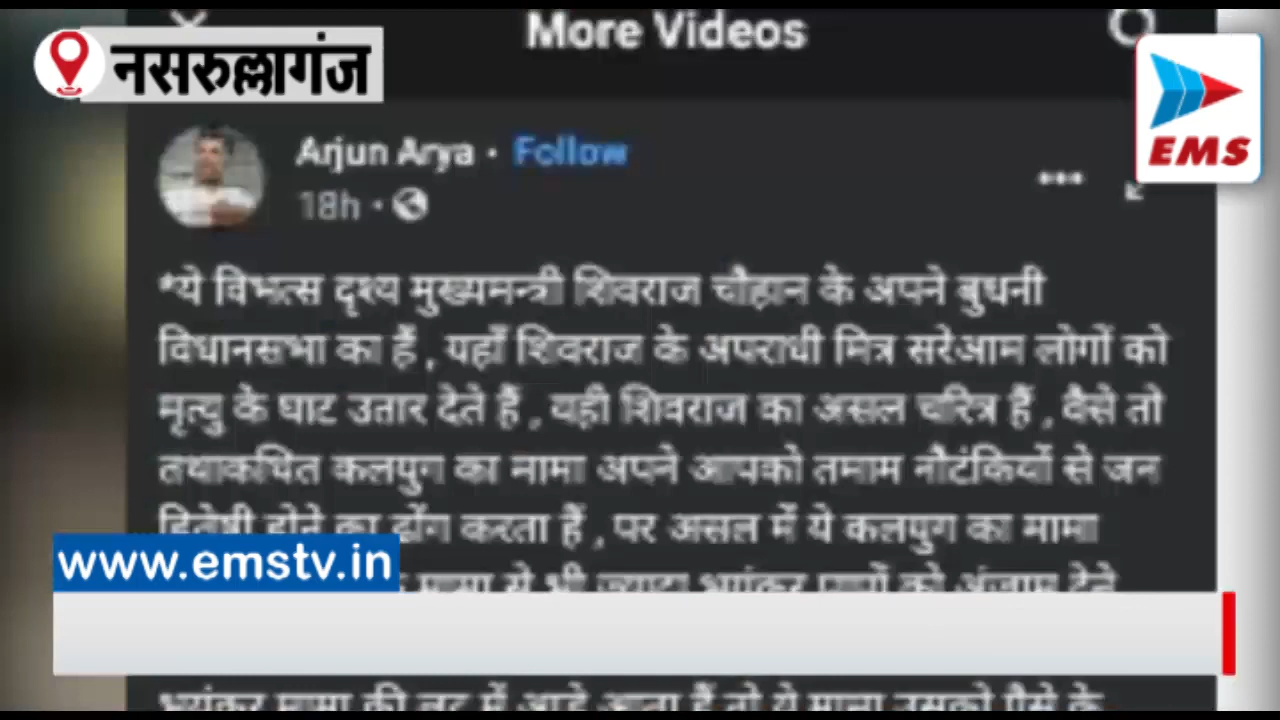 More Videos
नसरुल्लागंज
EMS
Arjun Arya · Follow
18h ·
*ये विभत्स दृश्य मुख्यमन्त्री शिवराज चौहान के अपने बुधनी
विधानसभा का हैं , यहाँ शिवराज के अपराधी मित्र सरेआम लोगों को
मृत्यु के घाट उतार देते हैं , यही शिवराज का असल चरित्र हैं , वैसे तो
तथाकथित कलयुग का मामा अपने आपको तमाम नौटंकियों से जन
हितेषी होने का ढोंग करता हैं , पर असल में ये कलयुग का मामा
www.emstv.in
से भी ज्यादा भयंकर पापों को अंजाम देते